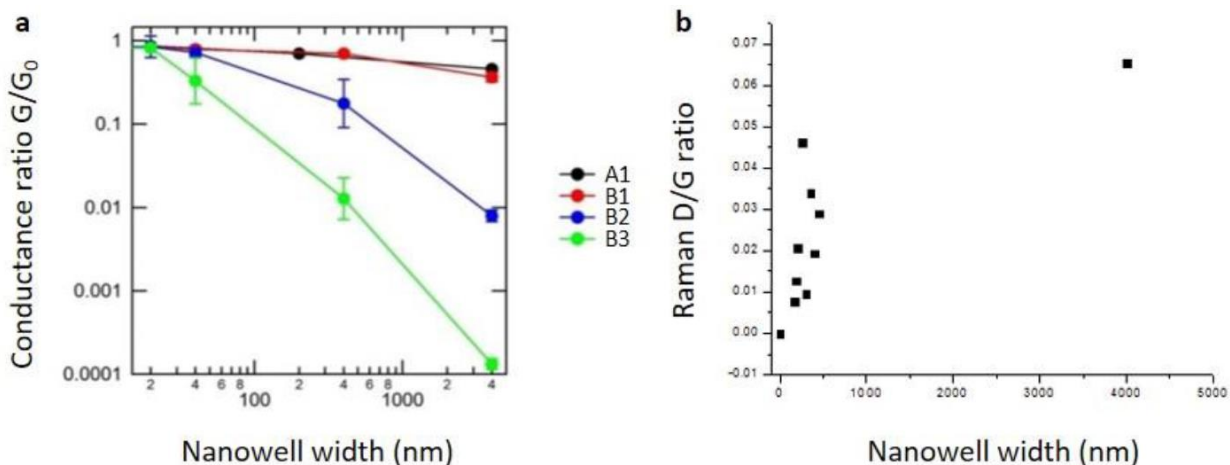 a
Conductance ratio G/G₀
1
0.1
0.01
0.001
0.0001
2 4 6 8 100 2 4 6 8 1000 2 4
Nanowell width (nm)
A1
B1
B2
B3
b
Raman D/G ratio
0.07
0.06
0.05
0.04
0.03
0.02
0.01
0.00
-0.01
0 1000 2000 3000 4000 5000
Nanowell width (nm)